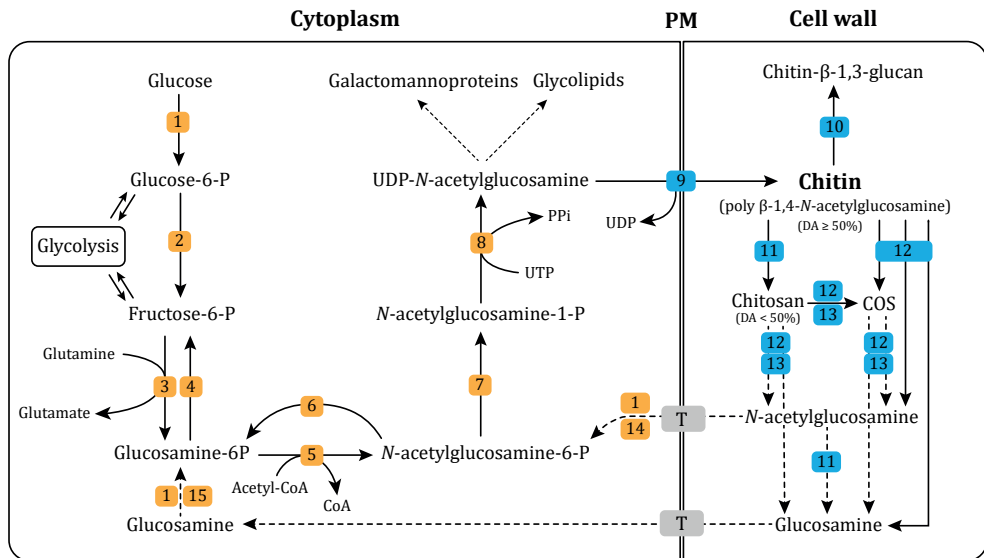 Cytoplasm PM Cell wall
Glucose Galactomannoproteins Glycolipids Chitin-β-1,3-glucan
1 10
Glucose-6-P UDP-N-acetylglucosamine 9 Chitin
PPi UDP (poly β-1,4-N-acetylglucosamine)
(DA ≥ 50%)
Glycolysis 2 8 11 12
UTP
Fructose-6-P N-acetylglucosamine-1-P Chitosan 12 COS
(DA < 50%) 13
Glutamine 12 12
3 4 7 13 13
Glutamate 6 1 T N-acetylglucosamine
14
Glucosamine-6P 5 N-acetylglucosamine-6-P
11
Acetyl-CoA CoA
1 15
Glucosamine T Glucosamine